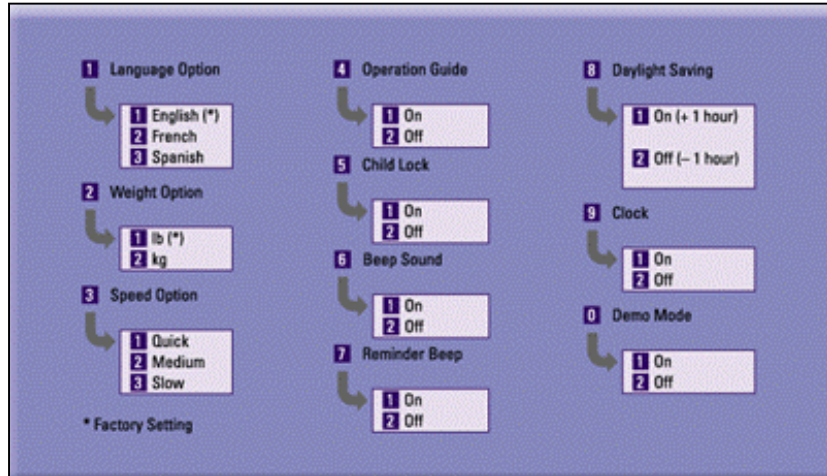 1 Language Option
1 English (*)
2 French
3 Spanish
2 Weight Option
1 lb (*)
2 kg
3 Speed Option
1 Quick
2 Medium
3 Slow
* Factory Setting
4 Operation Guide
1 On
2 Off
5 Child Lock
1 On
2 Off
6 Beep Sound
1 On
2 Off
7 Reminder Beep
1 On
2 Off
8 Daylight Saving
1 On (+ 1 hour)
2 Off (– 1 hour)
9 Clock
1 On
2 Off
0 Demo Mode
1 On
2 Off